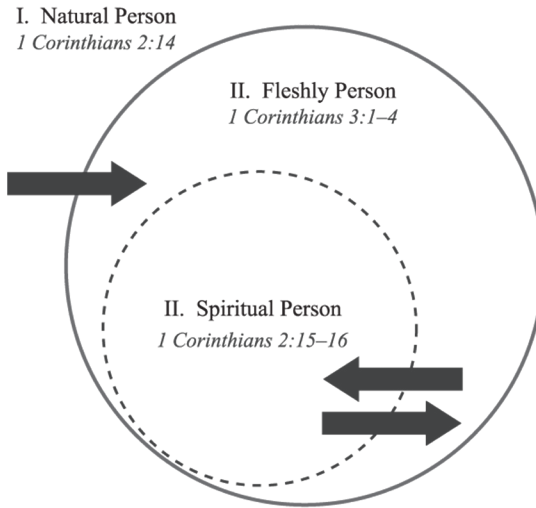 I. Natural Person
1 Corinthians 2:14
II. Fleshly Person
1 Corinthians 3:1–4
II. Spiritual Person
1 Corinthians 2:15–16